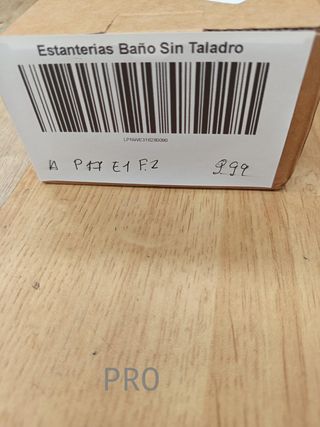 Estanterias Baño Sin Taladro
A P17 E1 F.2 9.99
PRO